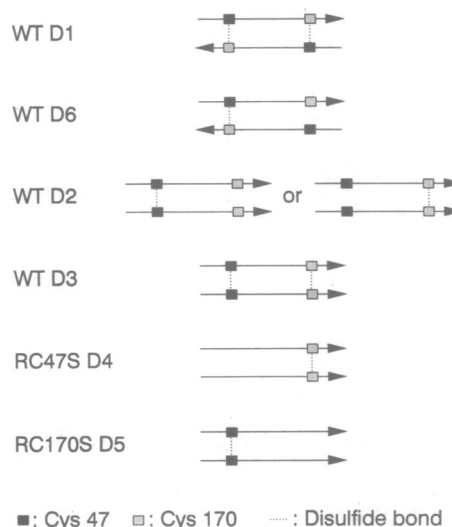 WT D1
WT D6
WT D2
or
WT D3
RC47S D4
RC170S D5
■: Cys 47 □: Cys 170 ......: Disulfide bond